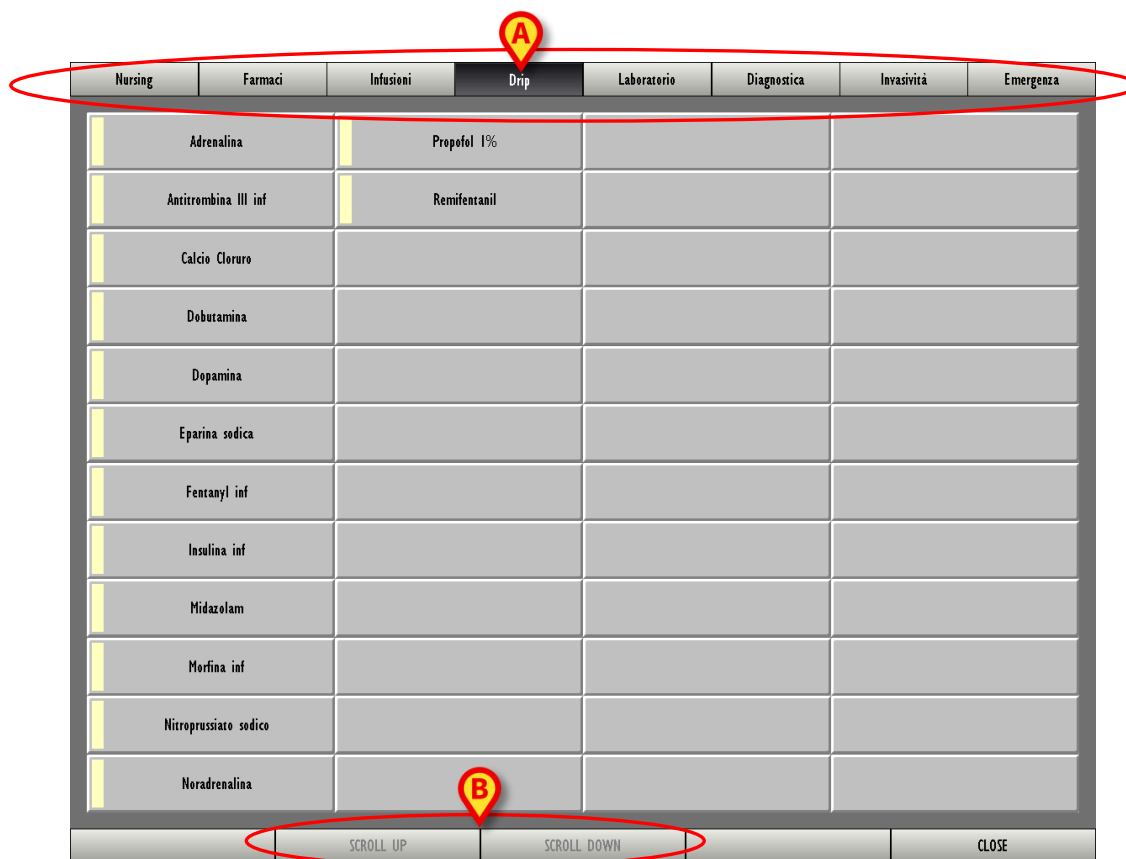 A
Nursing Farmaci Infusioni Drip Laboratorio Diagnostica Invasività Emergenza
Adrenalina Propofol 1%
Antitrombina III inf Remifentanil
Calcio Cloruro
Dobutamina
Dopamina
Eparina sodica
Fentanyl inf
Insulina inf
Midazolam
Morfina inf
Nitroprussiato sodico
Noradrenalina
B
SCROLL UP SCROLL DOWN CLOSE